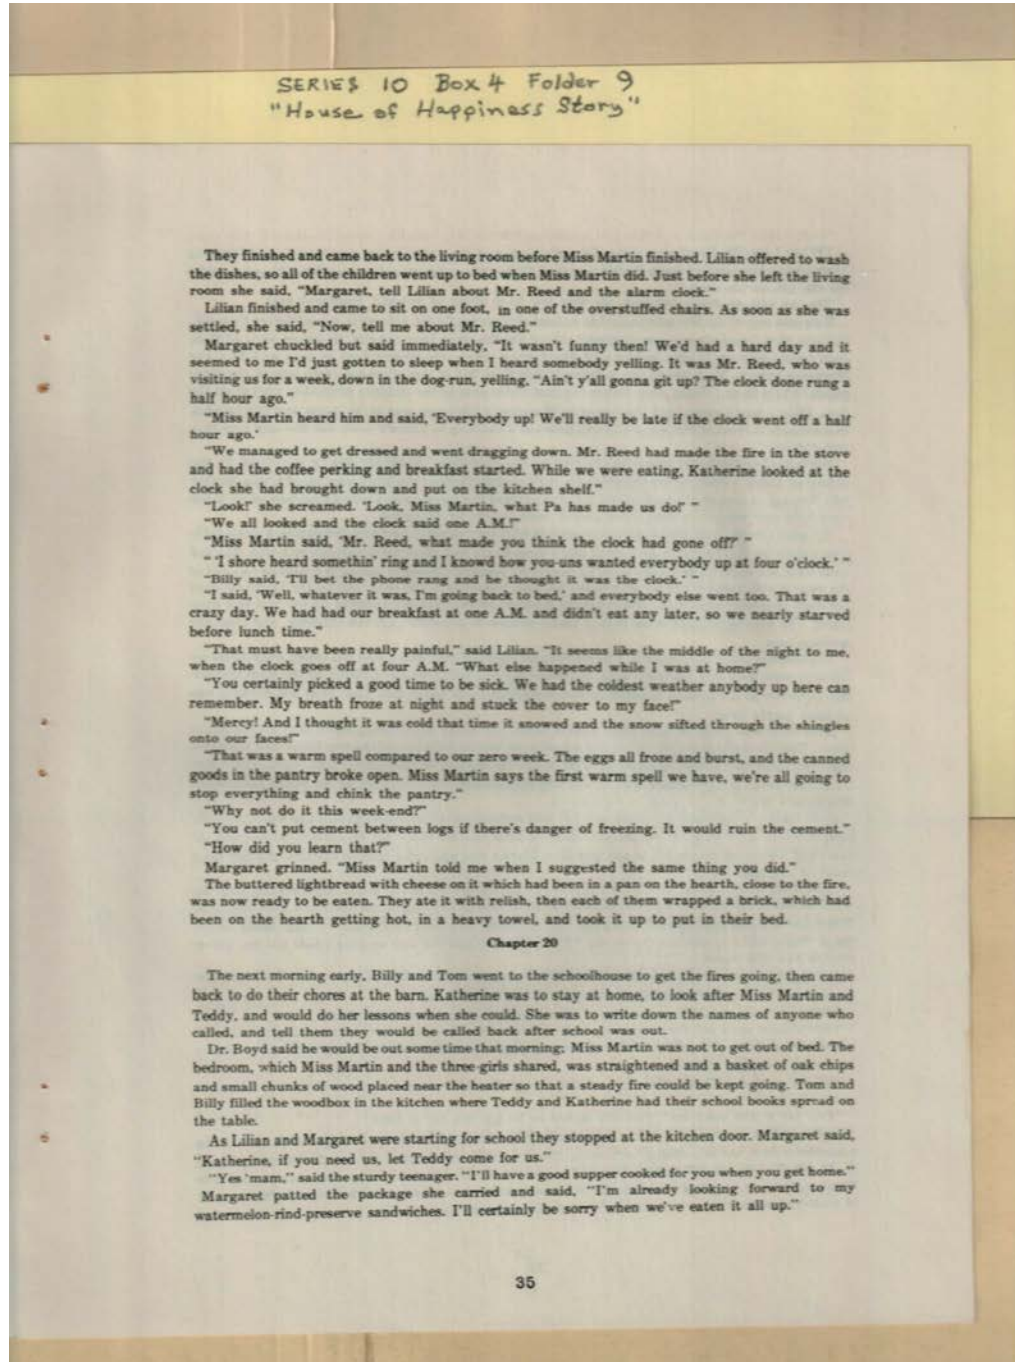 SERIES 10 Box 4 Folder 9
"House of Happiness Story"
They finished and came back to the living room before Miss Martin finished. Lilian offered to wash
the dishes, so all of the children went up to bed when Miss Martin did. Just before she left the living
room she said, "Margaret, tell Lilian about Mr. Reed and the alarm clock."
Lilian finished and came to sit on one foot, in one of the overstuffed chairs. As soon as she was
settled, she said, "Now, tell me about Mr. Reed."
Margaret chuckled but said immediately, "It wasn't funny then! We'd had a hard day and it
seemed to me I'd just gotten to sleep when I heard somebody yelling. It was Mr. Reed, who was
visiting us for a week, down in the dog-run, yelling, "Ain't y'all gonna git up? The clock done rung a
half hour ago."
"Miss Martin heard him and said, 'Everybody up! We'll really be late if the clock went off a half
hour ago.'
"We managed to get dressed and went dragging down. Mr. Reed had made the fire in the stove
and had the coffee perking and breakfast started. While we were eating, Katherine looked at the
clock she had brought down and put on the kitchen shelf."
"Look!' she screamed. 'Look, Miss Martin, what Pa has made us do!' "
"We all looked and the clock said one A.M.!"
"Miss Martin said, 'Mr. Reed, what made you think the clock had gone off?' "
" 'I shore heard somethin' ring and I knowd how you-uns wanted everybody up at four o'clock.' "
"Billy said, 'I'll bet the phone rang and he thought it was the clock.' "
"I said, 'Well, whatever it was, I'm going back to bed,' and everybody else went too. That was a
crazy day. We had had our breakfast at one A.M. and didn't eat any later, so we nearly starved
before lunch time."
"That must have been really painful," said Lilian. "It seems like the middle of the night to me,
when the clock goes off at four A.M. "What else happened while I was at home?"
"You certainly picked a good time to be sick. We had the coldest weather anybody up here can
remember. My breath froze at night and stuck the cover to my face!"
"Mercy! And I thought it was cold that time it snowed and the snow sifted through the shingles
onto our faces!"
"That was a warm spell compared to our zero week. The eggs all froze and burst, and the canned
goods in the pantry broke open. Miss Martin says the first warm spell we have, we're all going to
stop everything and chink the pantry."
"Why not do it this week-end?"
"You can't put cement between logs if there's danger of freezing. It would ruin the cement."
"How did you learn that?"
Margaret grinned. "Miss Martin told me when I suggested the same thing you did."
The buttered lightbread with cheese on it which had been in a pan on the hearth, close to the fire,
was now ready to be eaten. They ate it with relish, then each of them wrapped a brick, which had
been on the hearth getting hot, in a heavy towel, and took it up to put in their bed.
Chapter 20
The next morning early, Billy and Tom went to the schoolhouse to get the fires going, then came
back to do their chores at the barn. Katherine was to stay at home, to look after Miss Martin and
Teddy, and would do her lessons when she could. She was to write down the names of anyone who
called, and tell them they would be called back after school was out.
Dr. Boyd said he would be out some time that morning; Miss Martin was not to get out of bed. The
bedroom, which Miss Martin and the three girls shared, was straightened and a basket of oak chips
and small chunks of wood placed near the heater so that a steady fire could be kept going. Tom and
Billy filled the woodbox in the kitchen where Teddy and Katherine had their school books spread on
the table.
As Lilian and Margaret were starting for school they stopped at the kitchen door. Margaret said,
"Katherine, if you need us, let Teddy come for us."
"Yes 'mam," said the sturdy teenager. "I'll have a good supper cooked for you when you get home."
Margaret patted the package she carried and said, "I'm already looking forward to my
watermelon-rind-preserve sandwiches. I'll certainly be sorry when we've eaten it all up."
35